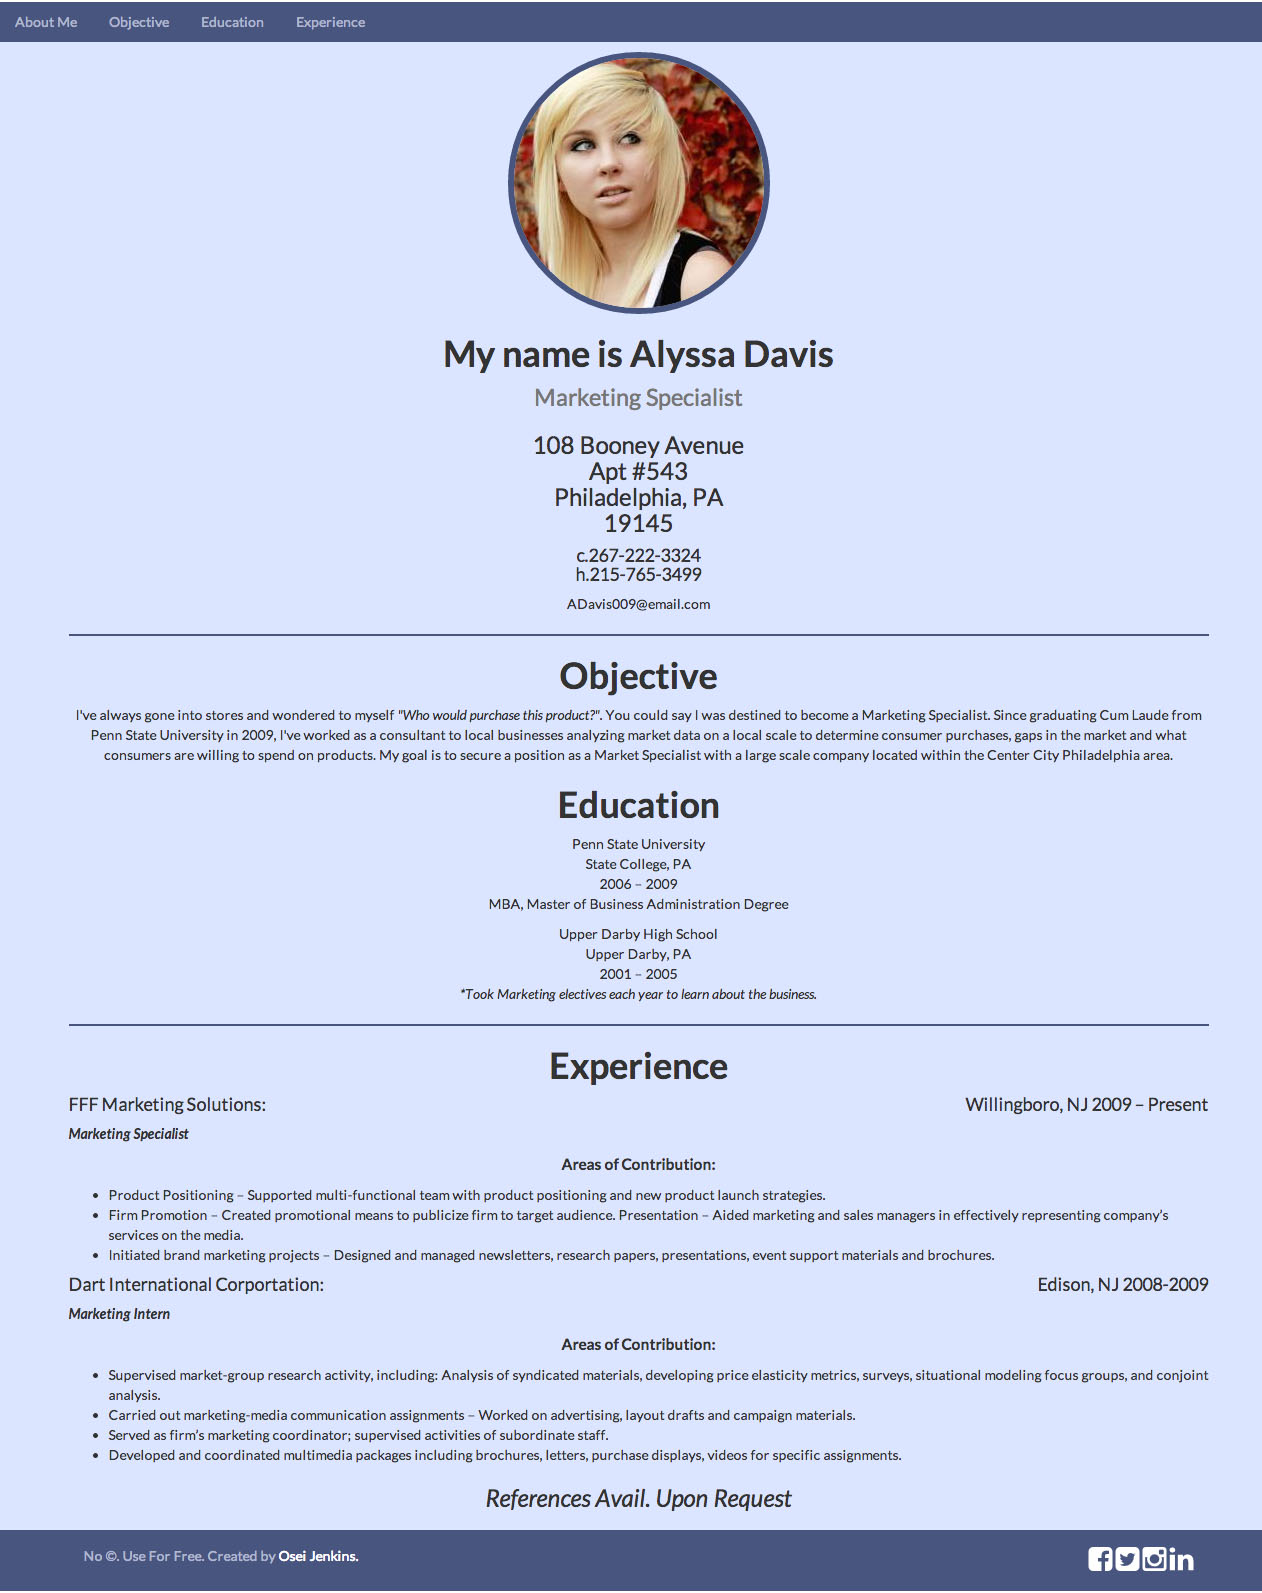 About Me Objective Education Experience
My name is Alyssa Davis
Marketing Specialist
108 Booney Avenue
Apt #543
Philadelphia, PA
19145
c.267-222-3324
h.215-765-3499
ADavis009@email.com
Objective
I've always gone into stores and wondered to myself "Who would purchase this product?". You could say I was destined to become a Marketing Specialist. Since graduating Cum Laude from
Penn State University in 2009, I've worked as a consultant to local businesses analyzing market data on a local scale to determine consumer purchases, gaps in the market and what
consumers are willing to spend on products. My goal is to secure a position as a Market Specialist with a large scale company located within the Center City Philadelphia area.
Education
Penn State University
State College, PA
2006 – 2009
MBA, Master of Business Administration Degree
Upper Darby High School
Upper Darby, PA
2001 – 2005
*Took Marketing electives each year to learn about the business.
Experience
FFF Marketing Solutions: Willingboro, NJ 2009 – Present
Marketing Specialist
Areas of Contribution:
• Product Positioning – Supported multi-functional team with product positioning and new product launch strategies.
• Firm Promotion – Created promotional means to publicize firm to target audience. Presentation – Aided marketing and sales managers in effectively representing company’s
services on the media.
• Initiated brand marketing projects – Designed and managed newsletters, research papers, presentations, event support materials and brochures.
Dart International Corportation: Edison, NJ 2008-2009
Marketing Intern
Areas of Contribution:
• Supervised market-group research activity, including: Analysis of syndicated materials, developing price elasticity metrics, surveys, situational modeling focus groups, and conjoint
analysis.
• Carried out marketing-media communication assignments – Worked on advertising, layout drafts and campaign materials.
• Served as firm’s marketing coordinator; supervised activities of subordinate staff.
• Developed and coordinated multimedia packages including brochures, letters, purchase displays, videos for specific assignments.
References Avail. Upon Request
No ©. Use For Free. Created by Osei Jenkins.